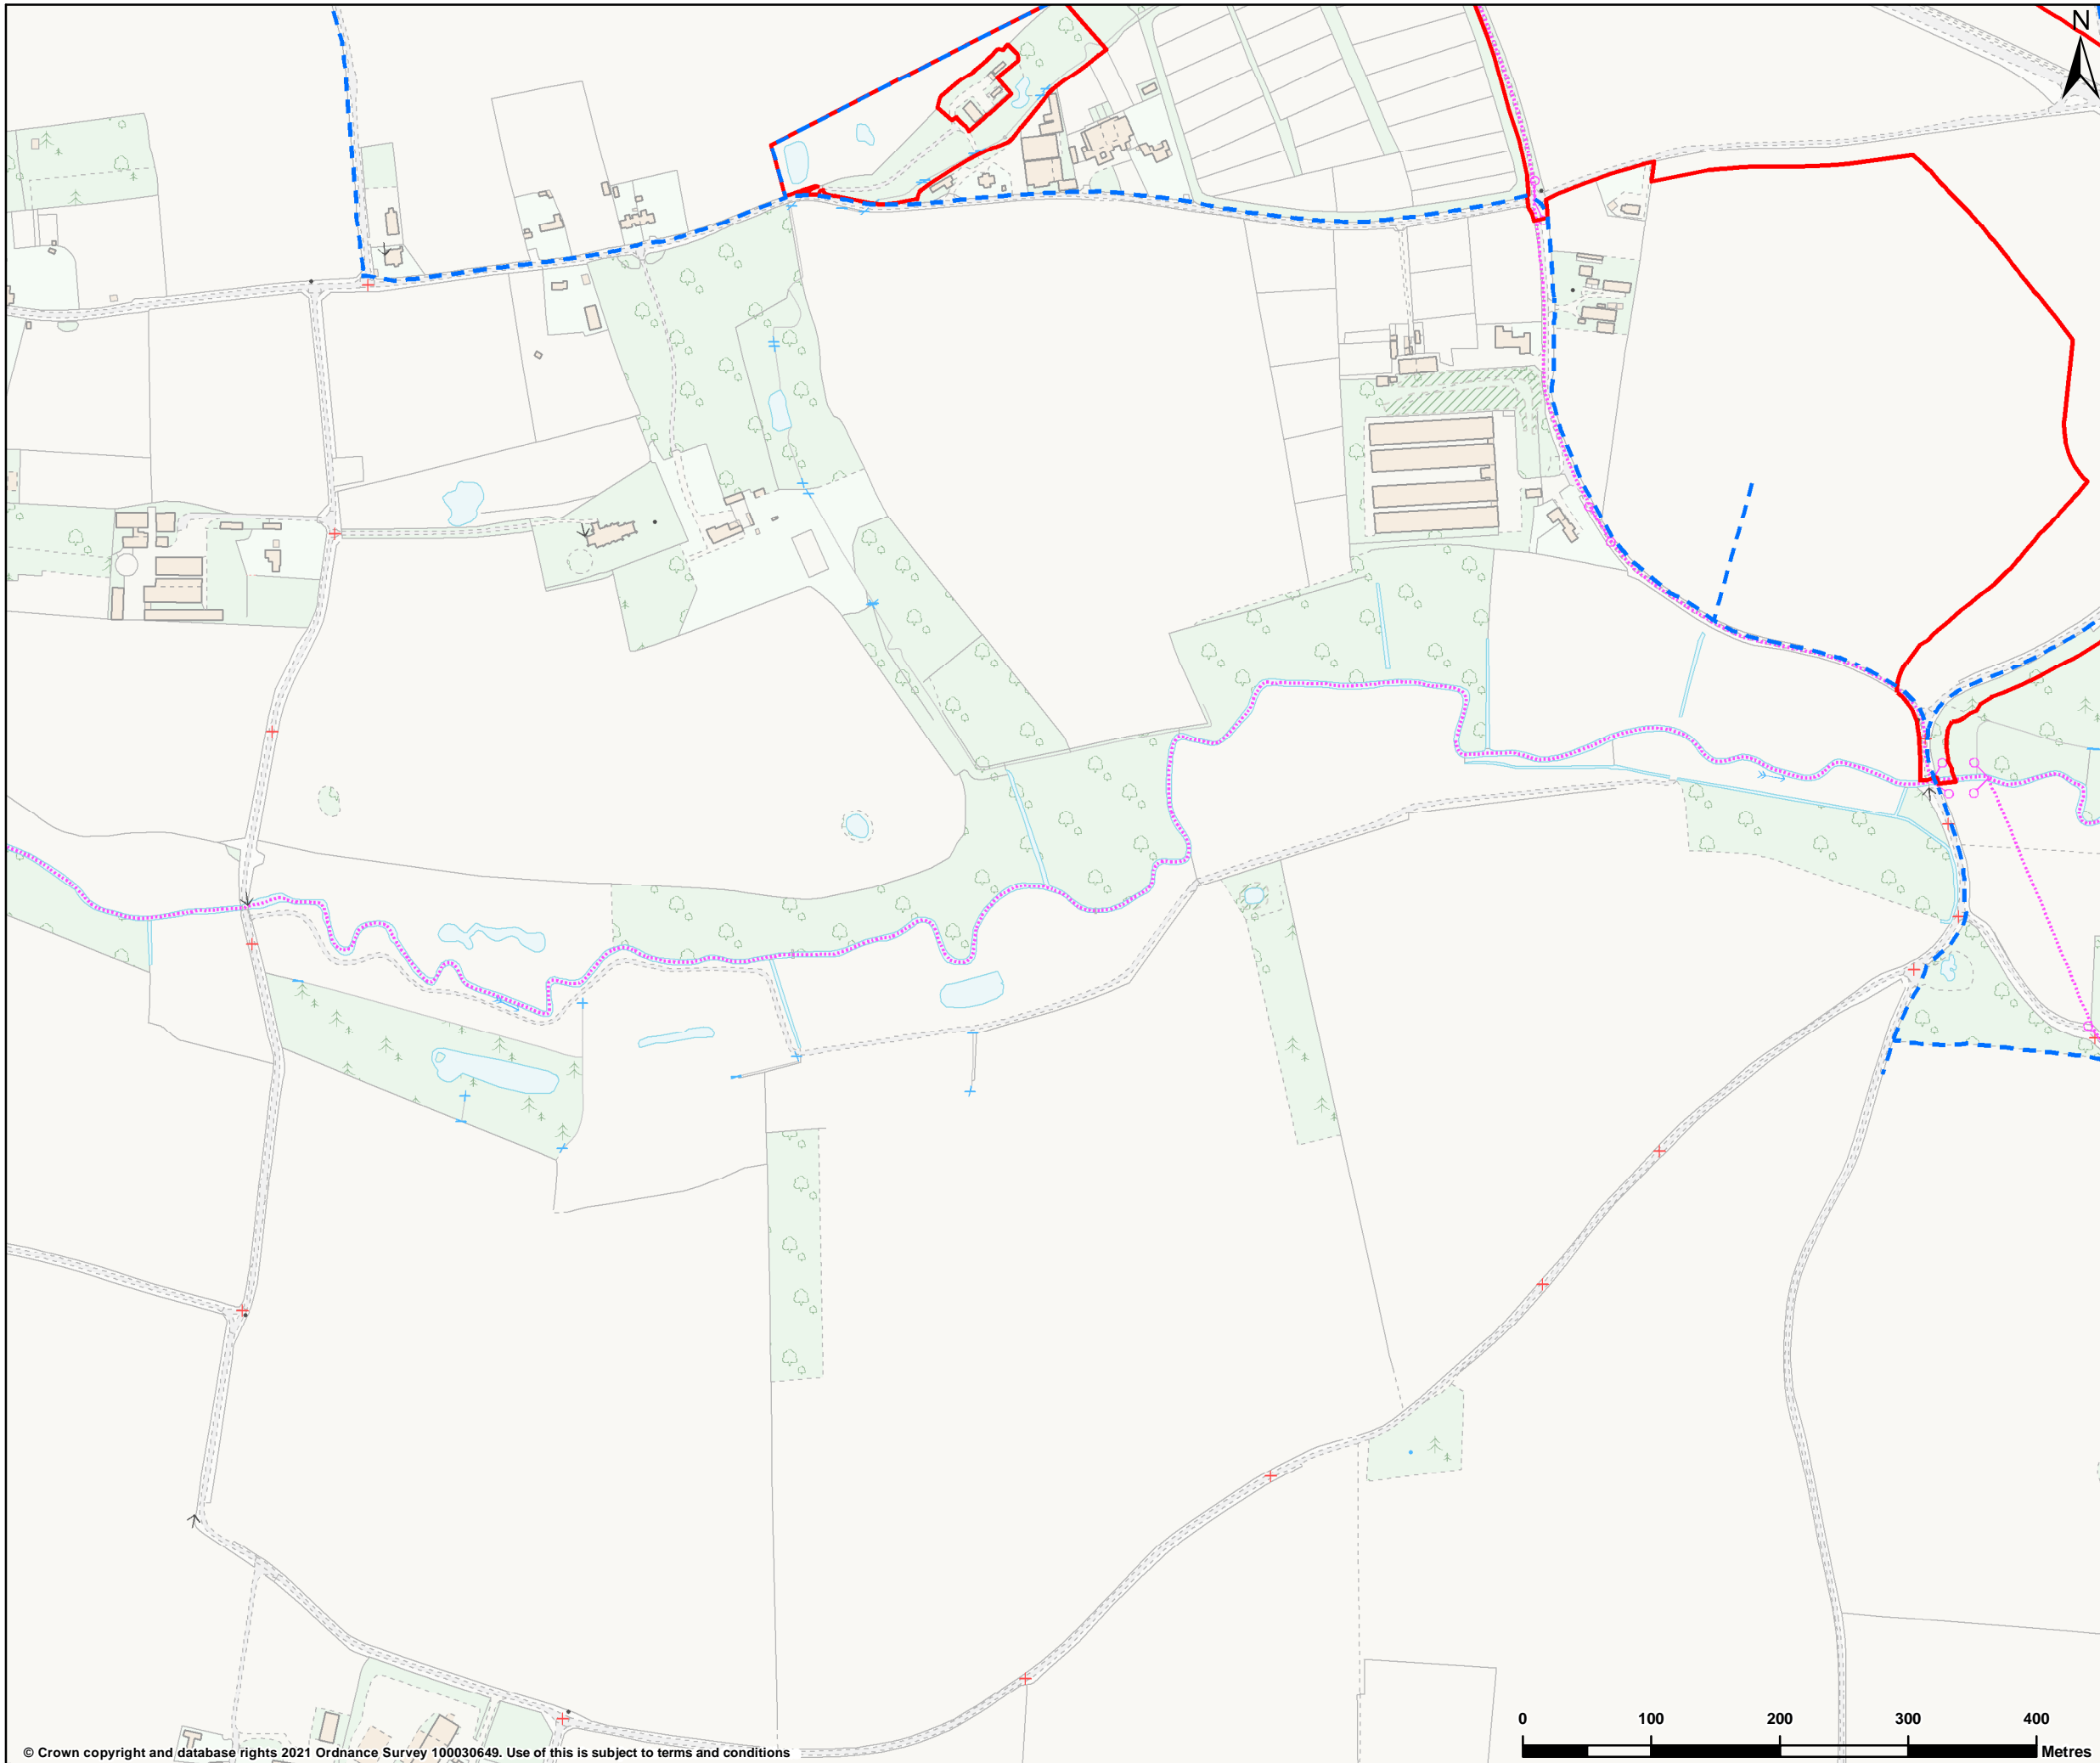 N
0 100 200 300 400
Metres
© Crown copyright and database rights 2021 Ordnance Survey 100030649. Use of this is subject to terms and conditions